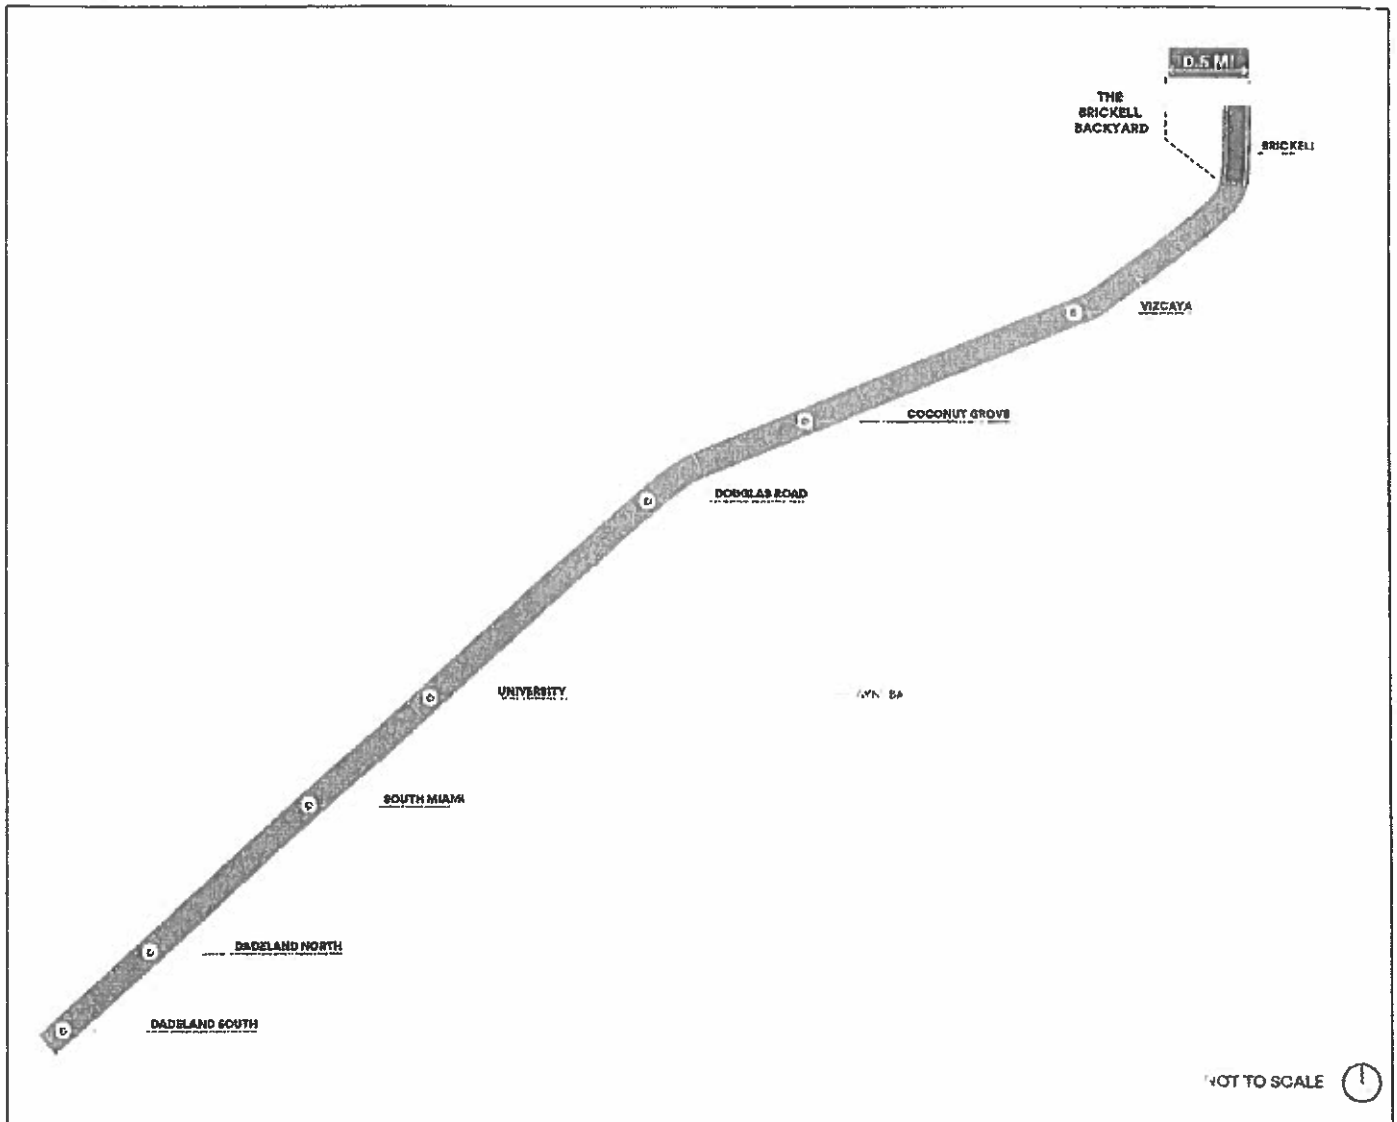 0.5 MI
THE
BRICKELL
BACKYARD
BRICKELL
VIZCAYA
COCONUT GROVE
DOUGLAS ROAD
UNIVERSITY
SOUTH MIAMI
DADELAND NORTH
DADELAND SOUTH
NOT TO SCALE